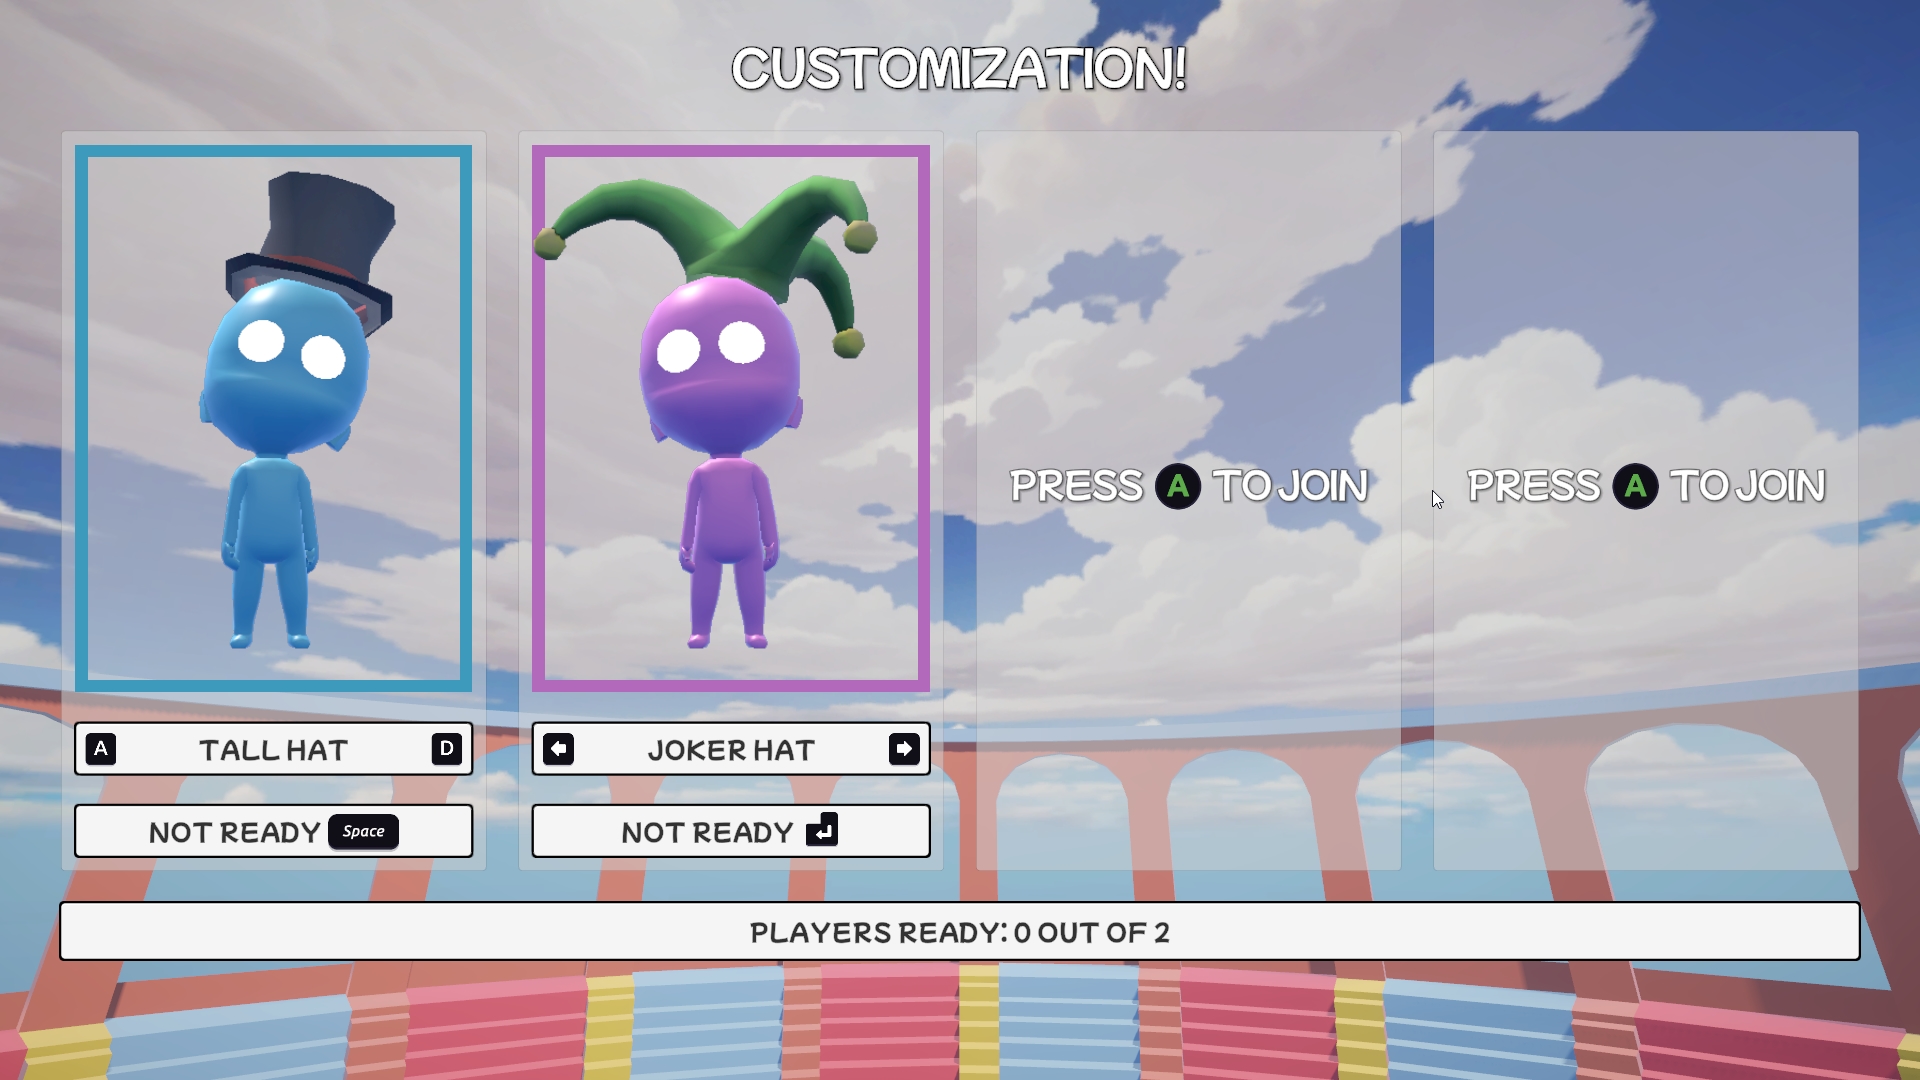 CUSTOMIZATION!
PRESS A TO JOIN
PRESS A TO JOIN
A TALL HAT D
JOKER HAT
NOT READY Space
NOT READY
PLAYERS READY: 0 OUT OF 2